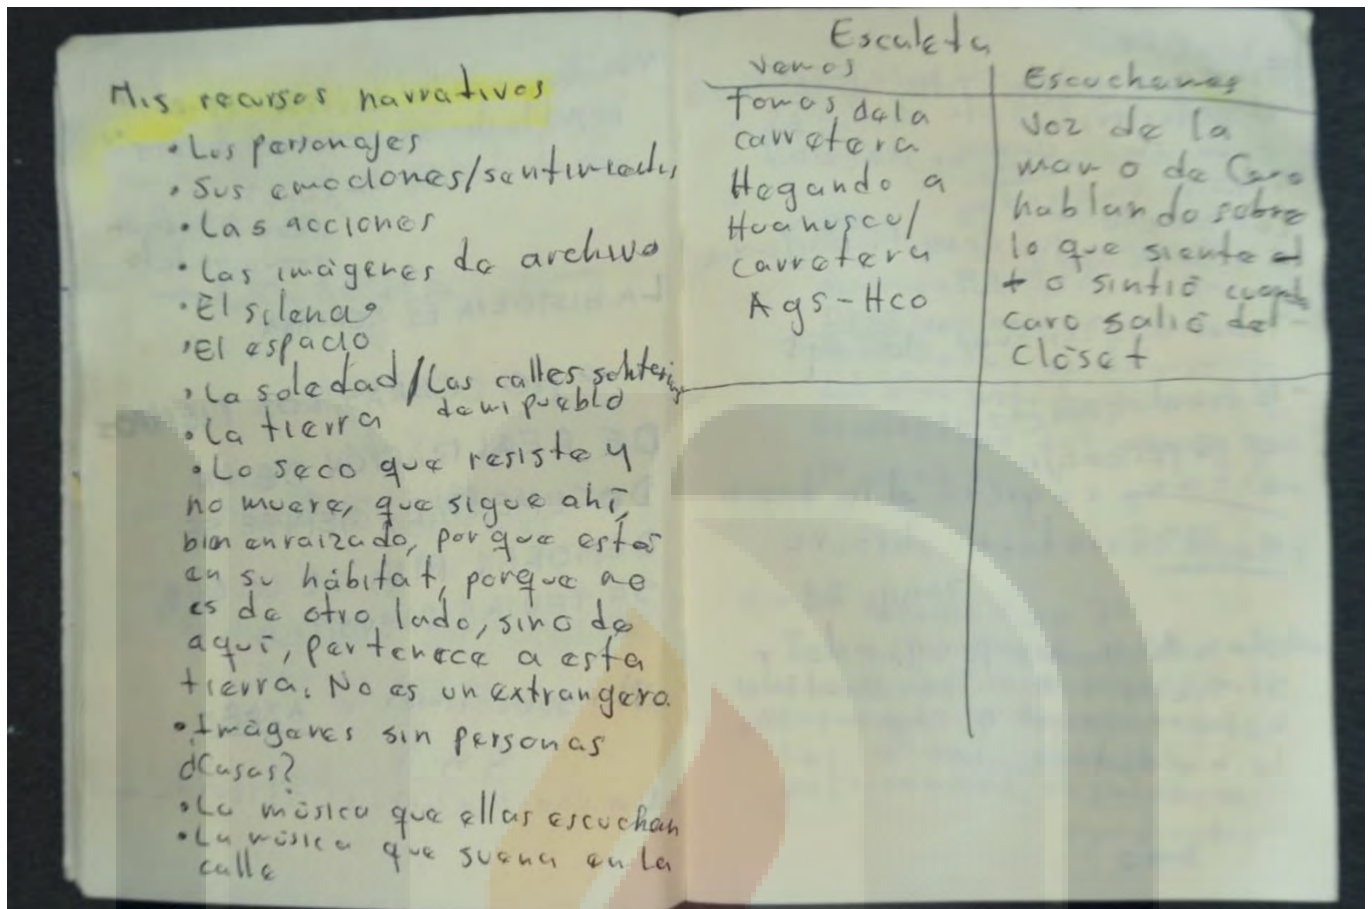 Mis recursos narrativos
• Los personajes
• Sus emociones/sentimientos
• Las acciones
• Las imágenes de archivo
• El silencio
• El espacio
• La soledad/Las calles solitarias
de mi pueblo
• La tierra
• Lo seco que resiste y
no muere, que sigue ahí,
bien enraizado, porque estás
en su hábitat, porque no
es de otro lado, sino de
aquí, pertenece a esta
tierra. No es un extrangero.
• Imágenes sin personas
¿Casas?
• La música que ellas escuchan
• La música que suena en la
calle
Escaleta
Vemos
Tomas de la
carretera
llegando a
Huanusco/
carretera
Ags-Hco
Escuchamos
Voz de la
mamá de Caro
hablando sobre
lo que siente
o sintió cuando
Caro salió del
clóset